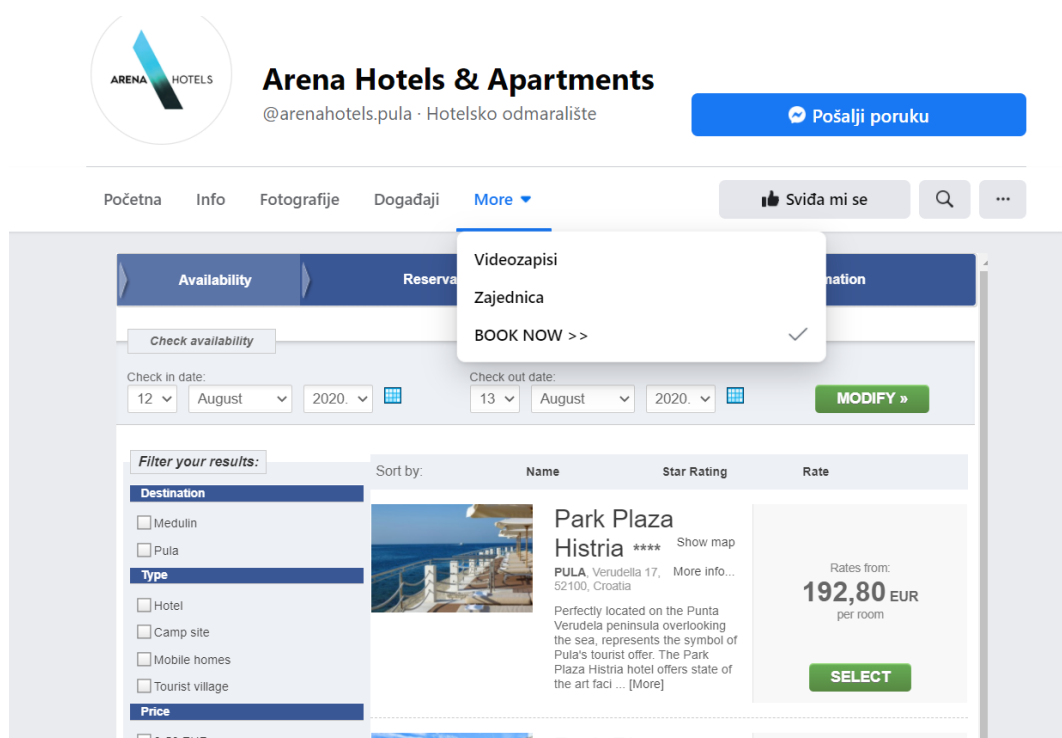 ARENA HOTELS
Arena Hotels & Apartments
@arenahotels.pula · Hotelsko odmaralište
Pošalji poruku
Početna Info Fotografije Događaji More
Sviđa mi se
Videozapisi
Zajednica
BOOK NOW >>
Availability
Reserva
mation
Check availability
Check in date:
12 August 2020.
Check out date:
13 August 2020.
MODIFY »
Filter your results:
Destination
Medulin
Pula
Type
Hotel
Camp site
Mobile homes
Tourist village
Price
Sort by: Name Star Rating Rate
Park Plaza
Histria **** Show map
PULA, Verudella 17, More info...
52100, Croatia
Perfectly located on the Punta
Verudela peninsula overlooking
the sea, represents the symbol of
Pula's tourist offer. The Park
Plaza Histria hotel offers state of
the art faci ... [More]
Rates from:
192,80 EUR
per room
SELECT